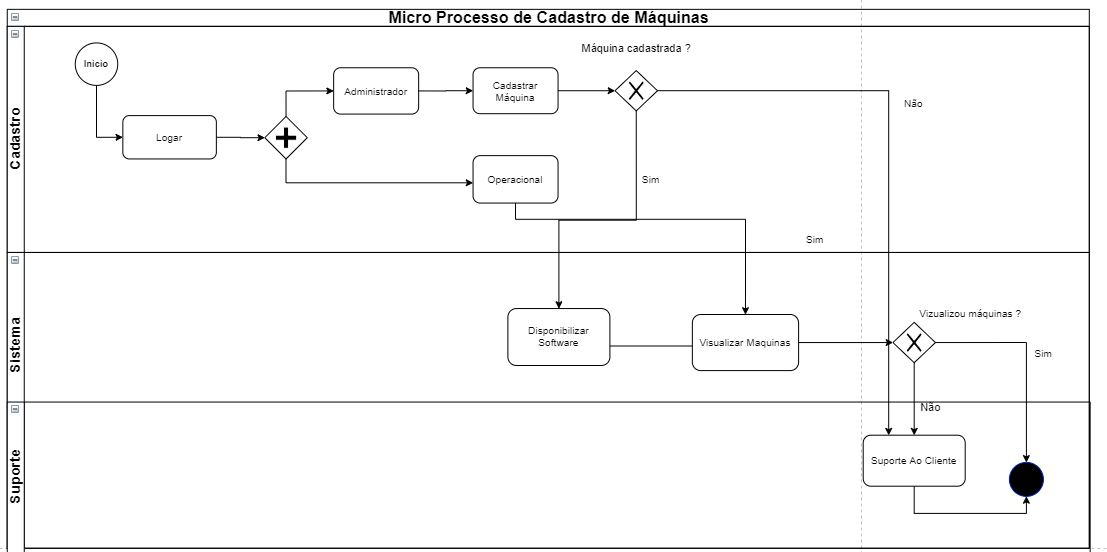 Micro Processo de Cadastro de Máquinas
Cadastro
Inicio
Logar
Administrador
Cadastrar
Máquina
Máquina cadastrada ?
Não
Sim
Operacional
Sim
Sistema
Disponibilizar
Software
Visualizar Maquinas
Vizualizou máquinas ?
Sim
Não
Suporte
Suporte Ao Cliente